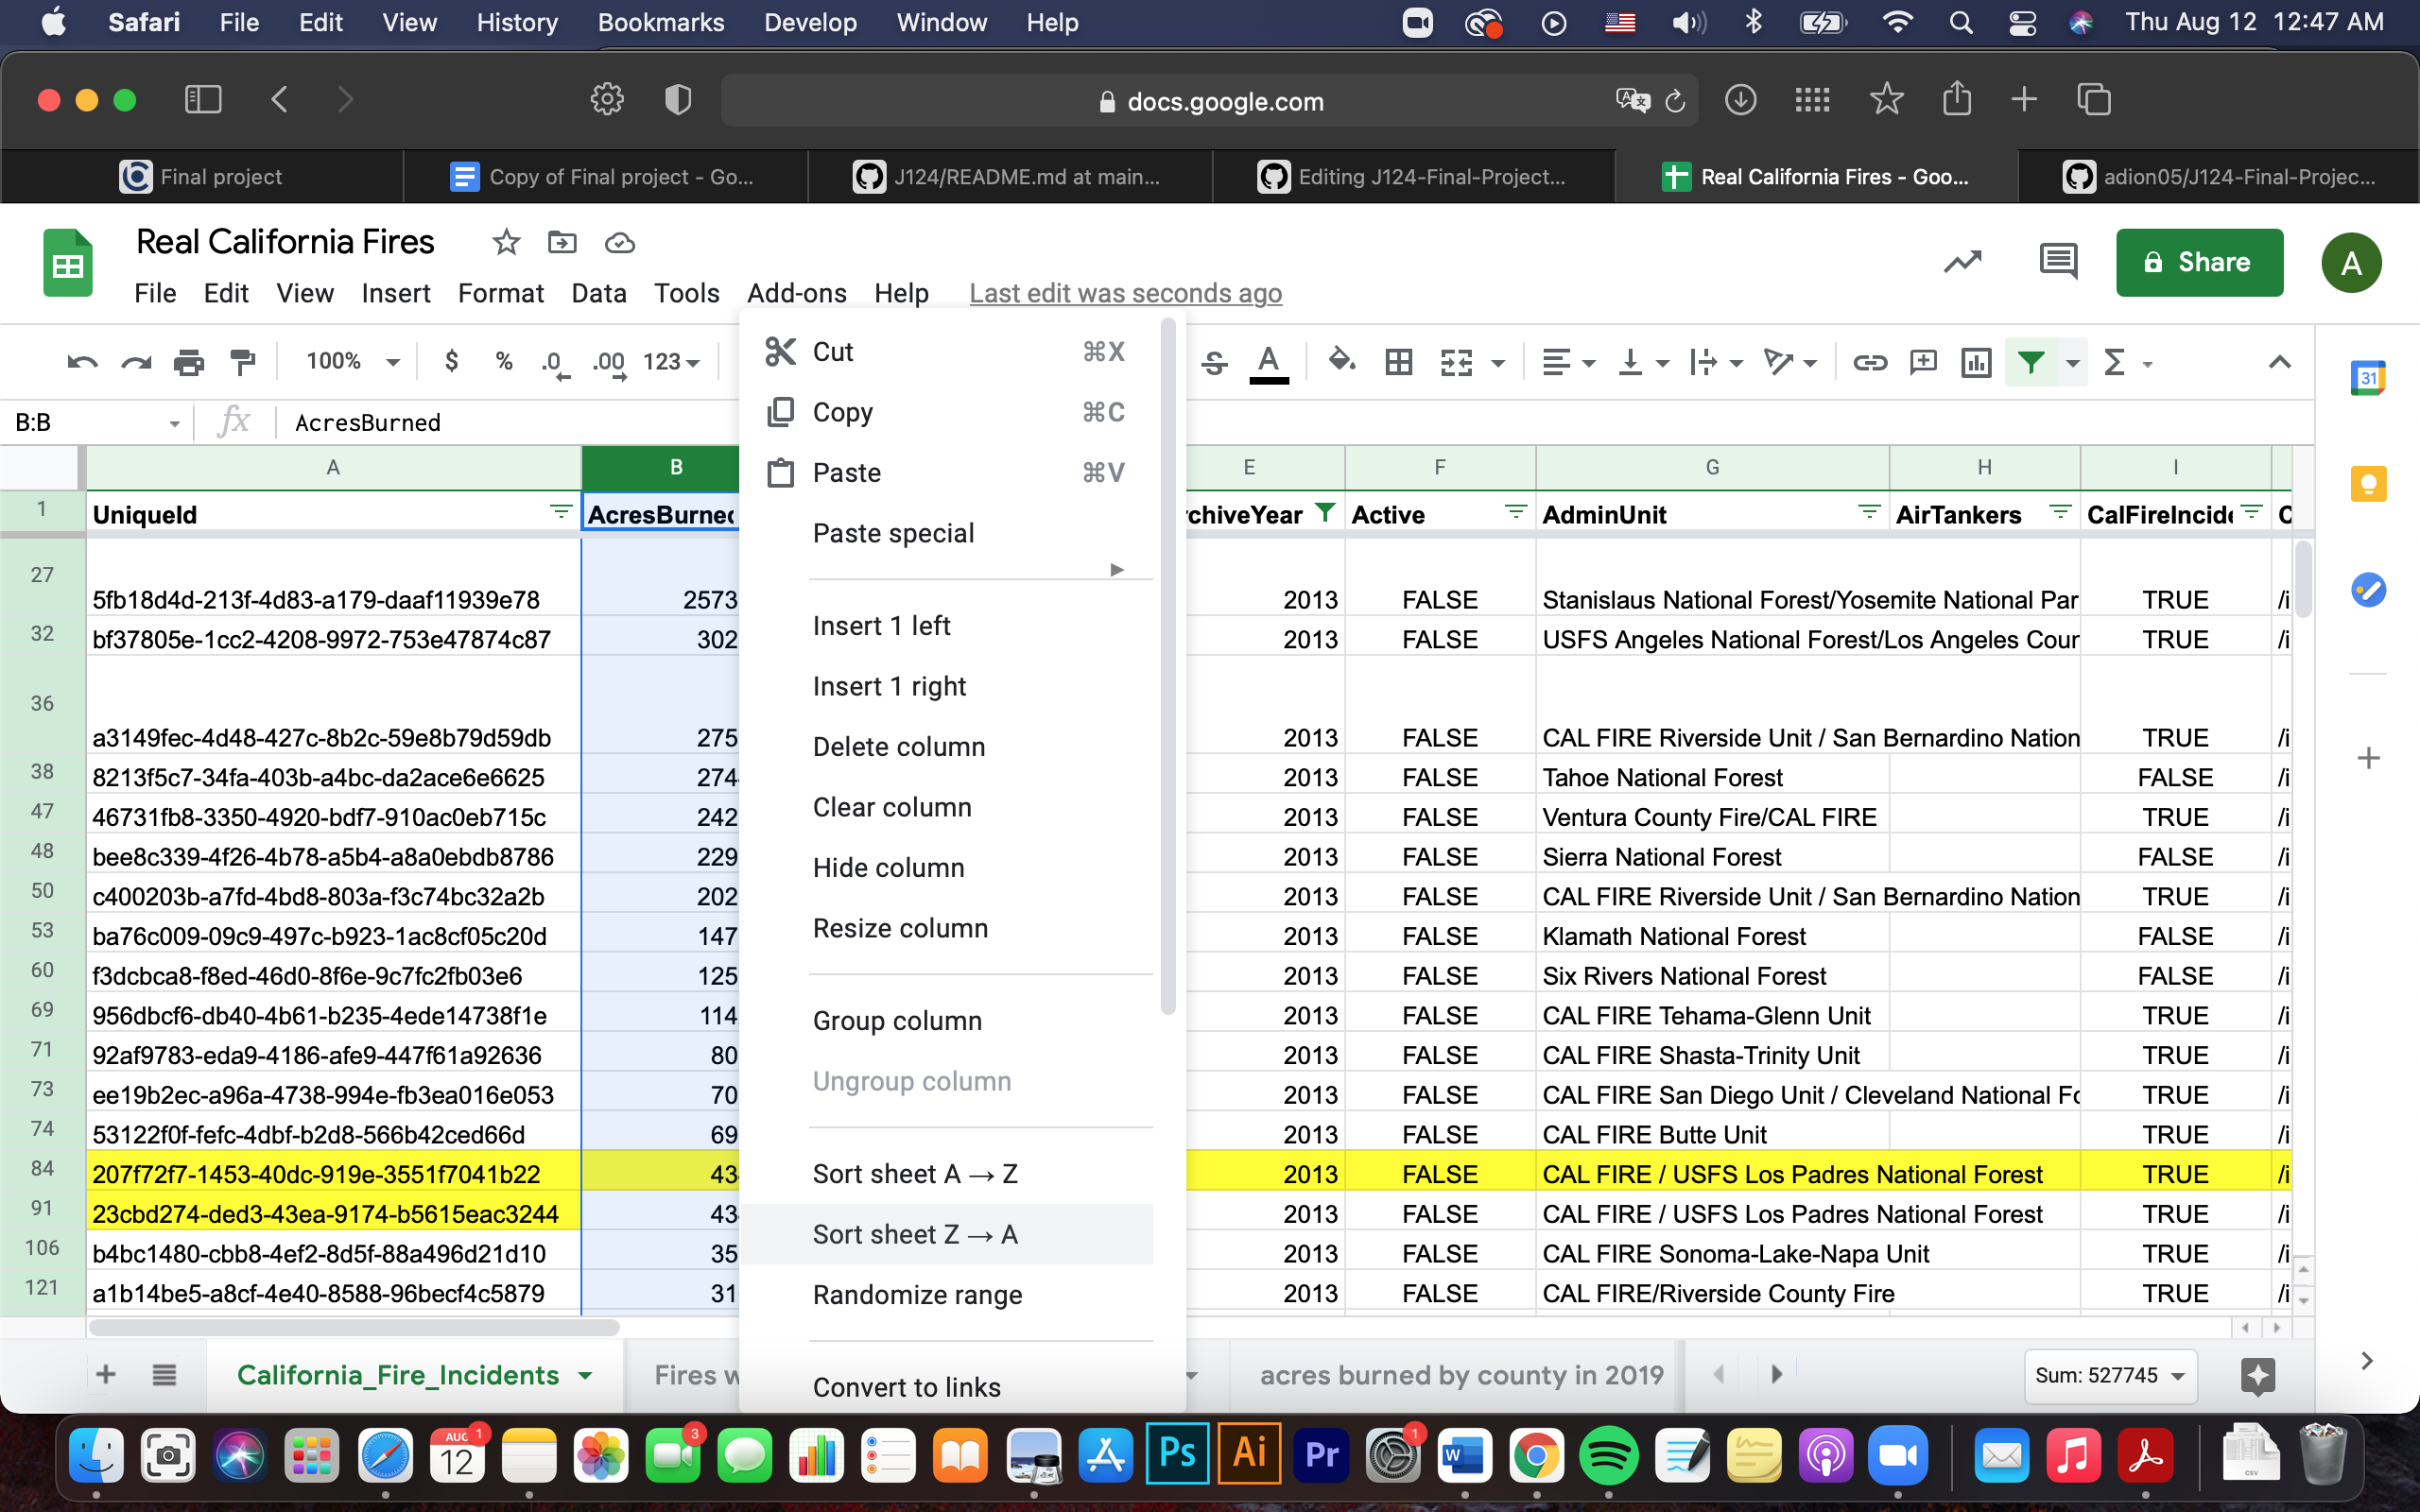 Safari File Edit View History Bookmarks Develop Window Help Thu Aug 12 12:47 AM
docs.google.com
Final project Copy of Final project - Go... J124/README.md at main... Editing J124-Final-Project... Real California Fires - Goo... adion05/J124-Final-Projec...
Real California Fires
File Edit View Insert Format Data Tools Add-ons Help Last edit was seconds ago
Share
A
100% $ % .0 .00 123
B:B fx AcresBurned
A B E F G H I
1 UniqueId AcresBurned chiveYear Active AdminUnit AirTankers CalFireIncide
27 5fb18d4d-213f-4d83-a179-daaf11939e78 2573 2013 FALSE Stanislaus National Forest/Yosemite National Par TRUE /i
32 bf37805e-1cc2-4208-9972-753e47874c87 302 2013 FALSE USFS Angeles National Forest/Los Angeles Cour TRUE /i
36 a3149fec-4d48-427c-8b2c-59e8b79d59db 275 2013 FALSE CAL FIRE Riverside Unit / San Bernardino Nation TRUE /i
38 8213f5c7-34fa-403b-a4bc-da2ace6e6625 274 2013 FALSE Tahoe National Forest FALSE /i
47 46731fb8-3350-4920-bdf7-910ac0eb715c 242 2013 FALSE Ventura County Fire/CAL FIRE TRUE /i
48 bee8c339-4f26-4b78-a5b4-a8a0ebdb8786 229 2013 FALSE Sierra National Forest FALSE /i
50 c400203b-a7fd-4bd8-803a-f3c74bc32a2b 202 2013 FALSE CAL FIRE Riverside Unit / San Bernardino Nation TRUE /i
53 ba76c009-09c9-497c-b923-1ac8cf05c20d 147 2013 FALSE Klamath National Forest FALSE /i
60 f3dcbca8-f8ed-46d0-8f6e-9c7fc2fb03e6 125 2013 FALSE Six Rivers National Forest FALSE /i
69 956dbcf6-db40-4b61-b235-4ede14738f1e 114 2013 FALSE CAL FIRE Tehama-Glenn Unit TRUE /i
71 92af9783-eda9-4186-afe9-447f61a92636 80 2013 FALSE CAL FIRE Shasta-Trinity Unit TRUE /i
73 ee19b2ec-a96a-4738-994e-fb3ea016e053 70 2013 FALSE CAL FIRE San Diego Unit / Cleveland National Fo TRUE /i
74 53122f0f-fefc-4dbf-b2d8-566b42ced66d 69 2013 FALSE CAL FIRE Butte Unit TRUE /i
84 207f72f7-1453-40dc-919e-3551f7041b22 43 2013 FALSE CAL FIRE / USFS Los Padres National Forest TRUE /i
91 23cbd274-ded3-43ea-9174-b5615eac3244 43 2013 FALSE CAL FIRE / USFS Los Padres National Forest TRUE /i
106 b4bc1480-cbb8-4ef2-8d5f-88a496d21d10 35 2013 FALSE CAL FIRE Sonoma-Lake-Napa Unit TRUE /i
121 a1b14be5-a8cf-4e40-8588-96becf4c5879 31 2013 FALSE CAL FIRE/Riverside County Fire TRUE /i
Cut ⌘X
Copy ⌘C
Paste ⌘V
Paste special
Insert 1 left
Insert 1 right
Delete column
Clear column
Hide column
Resize column
Group column
Ungroup column
Sort sheet A → Z
Sort sheet Z → A
Randomize range
Convert to links
California_Fire_Incidents Fires w acres burned by county in 2019 Sum: 527745
31
AUG 12 1 3 Ps Ai Pr 1 W CSV